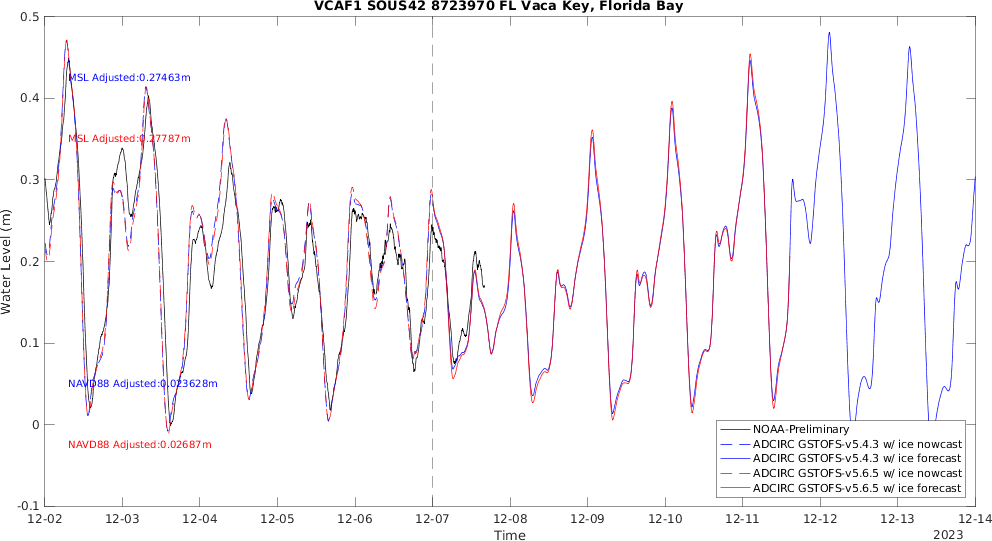 VCAF1 SOUS42 8723970 FL Vaca Key, Florida Bay
Water Level (m)
0.5
0.4
0.3
0.2
0.1
0
-0.1
MSL Adjusted:0.27463m
MSL Adjusted:0.27787m
NAVD88 Adjusted:0.023628m
NAVD88 Adjusted:0.02687m
NOAA-Preliminary
ADCIRC GSTOFS-v5.4.3 w/ ice nowcast
ADCIRC GSTOFS-v5.4.3 w/ ice forecast
ADCIRC GSTOFS-v5.6.5 w/ ice nowcast
ADCIRC GSTOFS-v5.6.5 w/ ice forecast
12-02 12-03 12-04 12-05 12-06 12-07 12-08 12-09 12-10 12-11 12-12 12-13 12-14
Time
2023